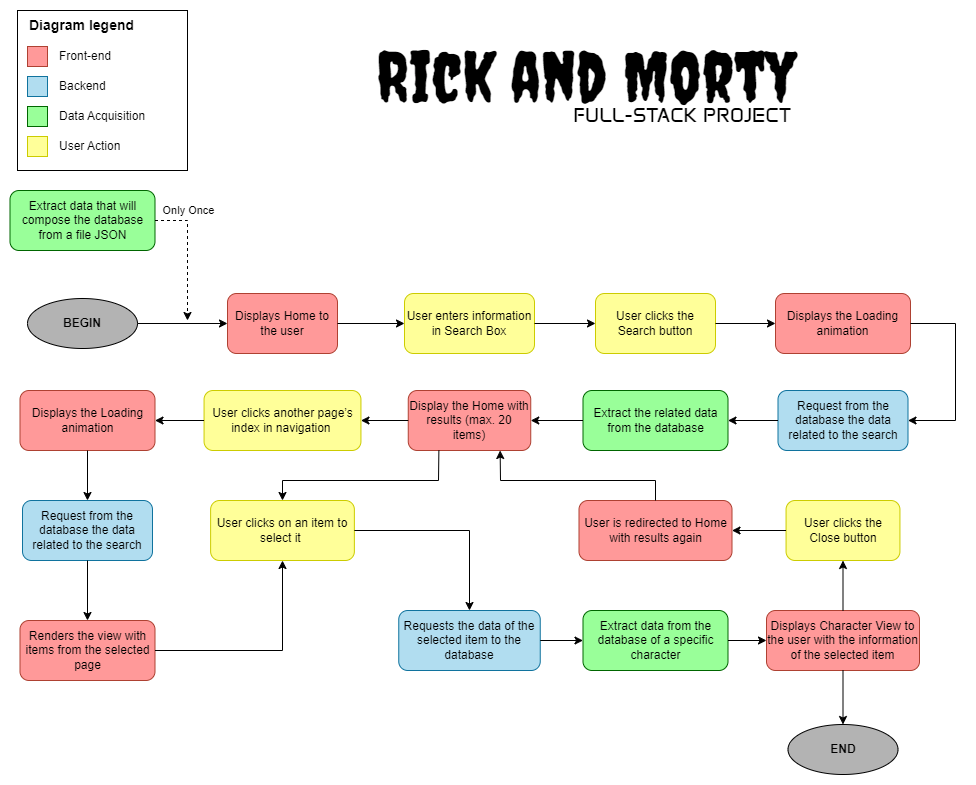 Diagram legend
Front-end
Backend
Data Acquisition
User Action
RICK AND MORTY
FULL-STACK PROJECT
Extract data that will
compose the database
from a file JSON
Only Once
BEGIN
Displays Home to
the user
User enters information
in Search Box
User clicks the
Search button
Displays the Loading
animation
Displays the Loading
animation
User clicks another page's
index in navigation
Display the Home with
results (max. 20
items)
Extract the related data
from the database
Request from the
database the data
related to the search
Request from the
database the data
related to the search
User clicks on an item to
select it
User is redirected to Home
with results again
User clicks the
Close button
Renders the view with
items from the selected
page
Requests the data of the
selected item to the
database
Extract data from the
database of a specific
character
Displays Character View to
the user with the information
of the selected item
END